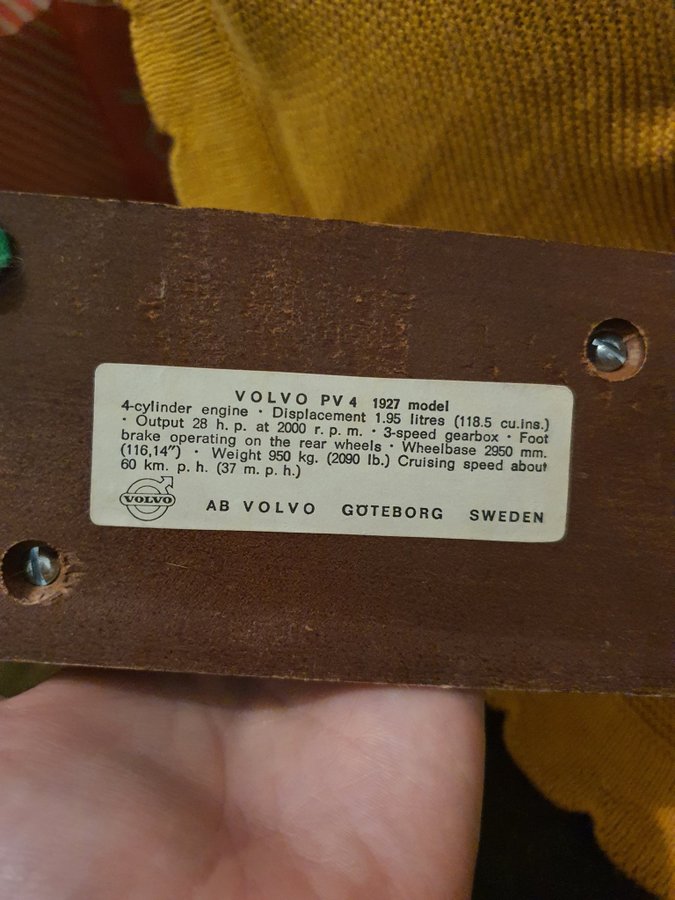 VOLVO PV 4 1927 model
4-cylinder engine · Displacement 1.95 litres (118.5 cu.ins.)
· Output 28 h. p. at 2000 r. p. m. · 3-speed gearbox · Foot
brake operating on the rear wheels · Wheelbase 2950 mm.
(116,14″) · Weight 950 kg. (2090 lb.) Cruising speed about
60 km. p. h. (37 m. p. h.)
VOLVO
AB VOLVO GÖTEBORG SWEDEN